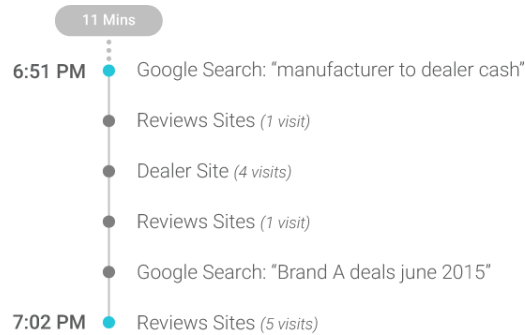 11 Mins
6:51 PM Google Search: “manufacturer to dealer cash”
Reviews Sites (1 visit)
Dealer Site (4 visits)
Reviews Sites (1 visit)
Google Search: “Brand A deals june 2015”
7:02 PM Reviews Sites (5 visits)